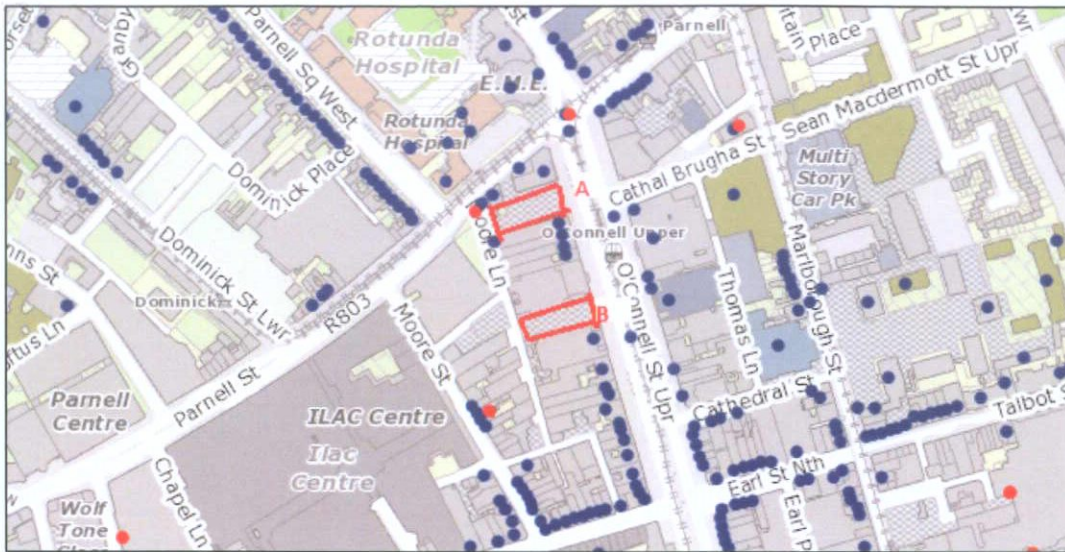 Parnell
Place
Granby
Parnell Sq West
Rotunda
Hospital
E.M.E.
Rotunda
Hospital
Sean Macdermott St Upr
Cathal Brugha St
Multi
Story
Car Pk
Dominick Place
A
O'Connell Upper
Moore Ln
Dominick St Lwr
Dominick
R803
B
O'Connell St Upr
Thomas Ln
Marlborough St
Moore St
Parnell St
Parnell
Centre
ILAC Centre
Ilac
Centre
Cathedral St
Talbot S
Earl St Nth
Earl P
Chapel Ln
Wolf
Tone